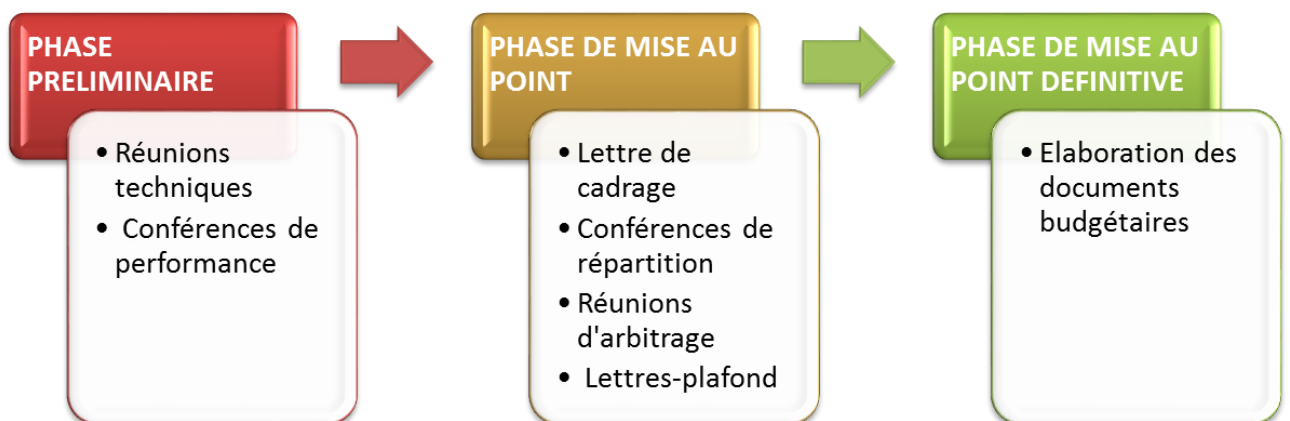 PHASE
PRELIMINAIRE
• Réunions
techniques
• Conférences de
performance
PHASE DE MISE AU
POINT
• Lettre de
cadrage
• Conférences de
répartition
• Réunions
d'arbitrage
• Lettres-plafond
PHASE DE MISE AU
POINT DEFINITIVE
• Elaboration des
documents
budgétaires